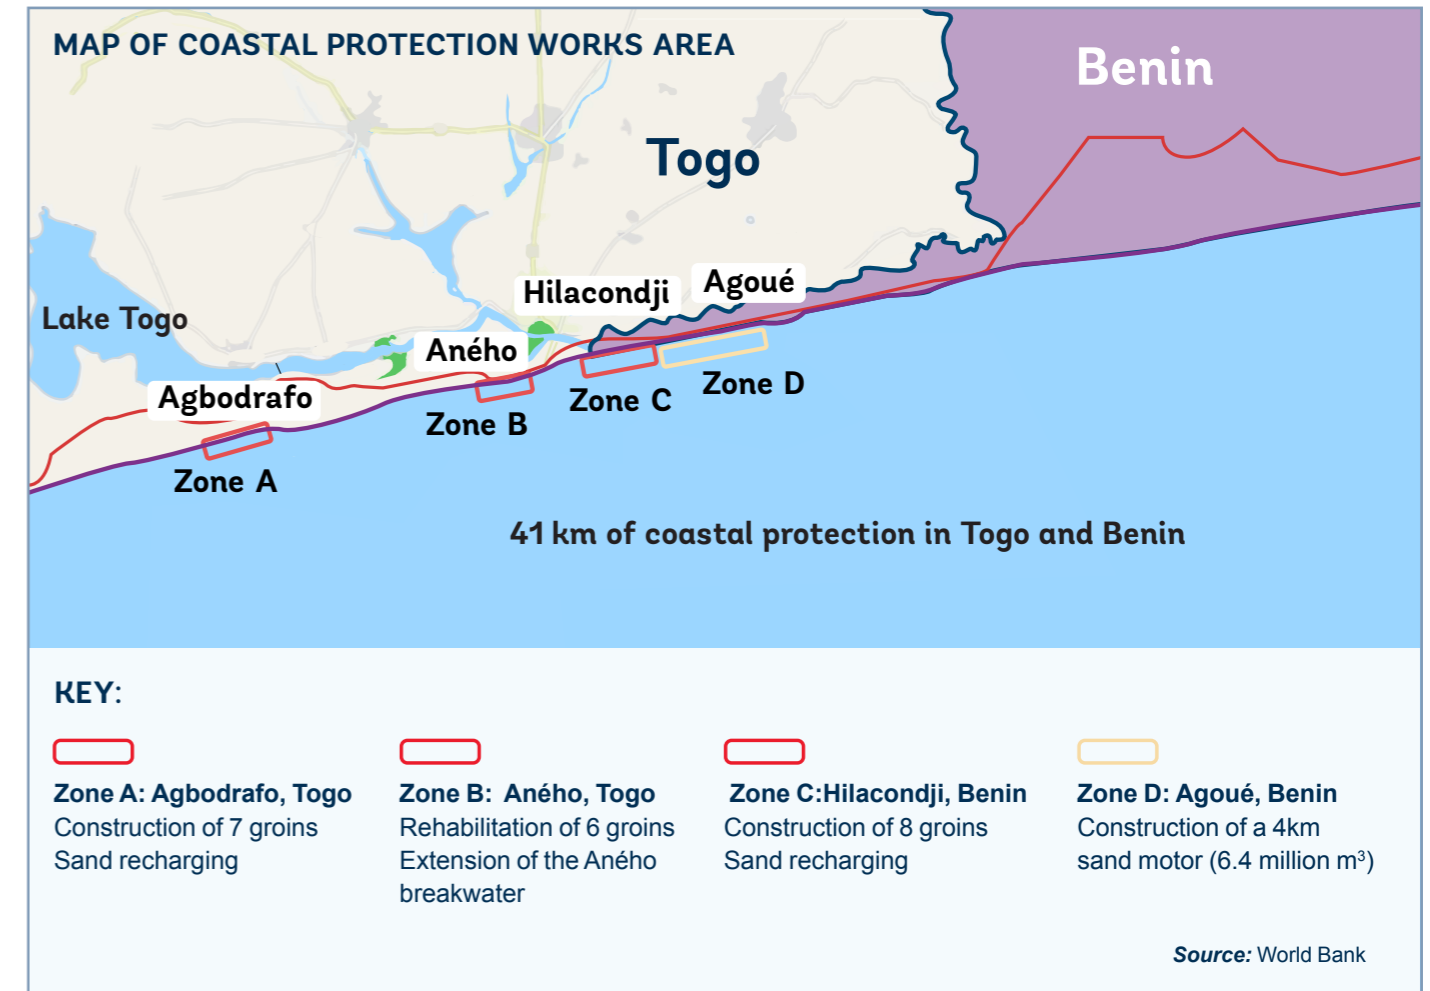 MAP OF COASTAL PROTECTION WORKS AREA
Benin
Togo
Hilacondji
Agoué
Lake Togo
Aného
Agbodrafo
Zone D
Zone C
Zone B
Zone A
41 km of coastal protection in Togo and Benin
KEY:
Zone A: Agbodrafo, Togo
Construction of 7 groins
Sand recharging
Zone B: Aného, Togo
Rehabilitation of 6 groins
Extension of the Aného
breakwater
Zone C:Hilacondji, Benin
Construction of 8 groins
Sand recharging
Zone D: Agoué, Benin
Construction of a 4km
sand motor (6.4 million m³)
Source: World Bank